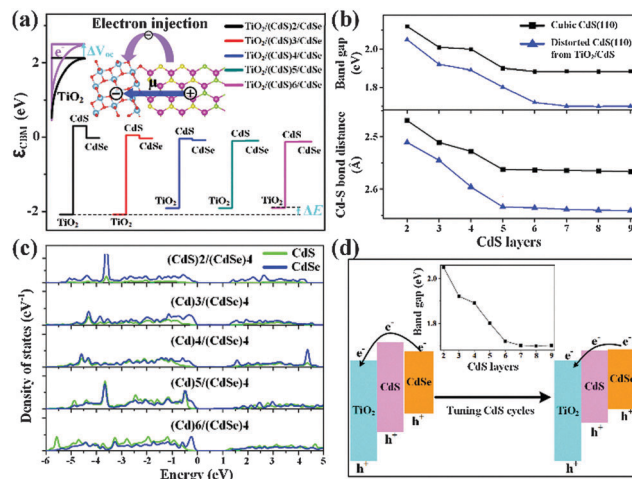 (a)
Electron injection
TiO₂/(CdS)2/CdSe
TiO₂/(CdS)3/CdSe
TiO₂/(CdS)4/CdSe
TiO₂/(CdS)5/CdSe
TiO₂/(CdS)6/CdSe
e⁻
ΔVoc
TiO₂
μ
εCBM (eV)
2
0
-2
CdS
CdSe
TiO₂
CdS
CdSe
TiO₂
CdS
CdSe
TiO₂
CdS
CdSe
TiO₂
CdS
CdSe
TiO₂
ΔE
(b)
Cubic CdS(110)
Distorted CdS(110)
from TiO₂/CdS
Band gap
(eV)
2.0
1.8
Cd-S bond distance
(Å)
2.5
2.6
2 3 4 5 6 7 8 9
CdS layers
(c)
CdS
CdSe
(CdS)2/(CdSe)4
(Cd)3/(CdSe)4
(Cd)4/(CdSe)4
(Cd)5/(CdSe)4
(Cd)6/(CdSe)4
Density of states (eV⁻¹)
-6 -5 -4 -3 -2 -1 0 1 2 3 4 5
Energy (eV)
(d)
Band gap (eV)
2.0
1.8
2 3 4 5 6 7 8 9
CdS layers
e⁻
e⁻
e⁻
TiO₂
CdS
CdSe
h⁺
h⁺
h⁺
Tuning CdS cycles
e⁻
e⁻
e⁻
TiO₂
CdS
CdSe
h⁺
h⁺
h⁺